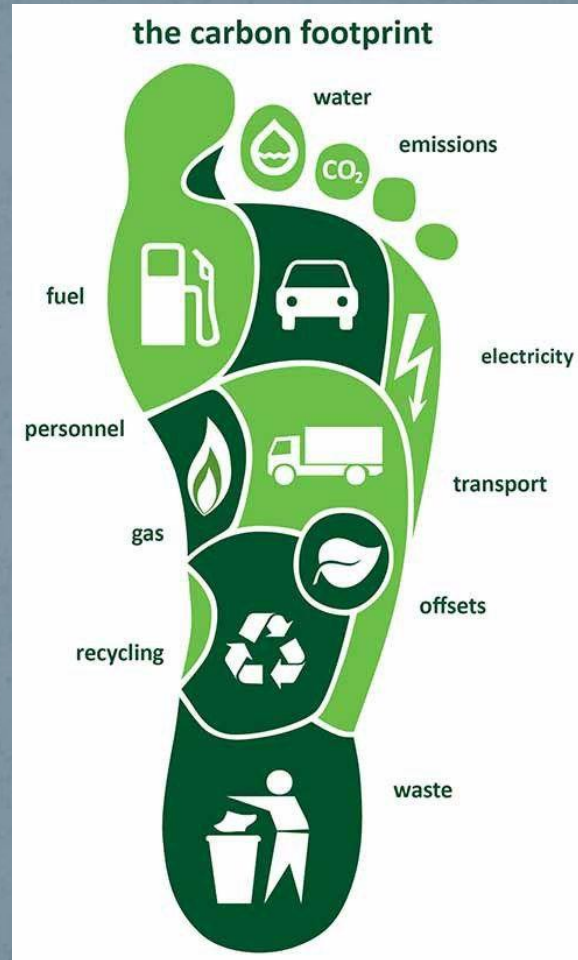 the carbon footprint
water
emissions
CO₂
fuel
electricity
personnel
transport
gas
offsets
recycling
waste